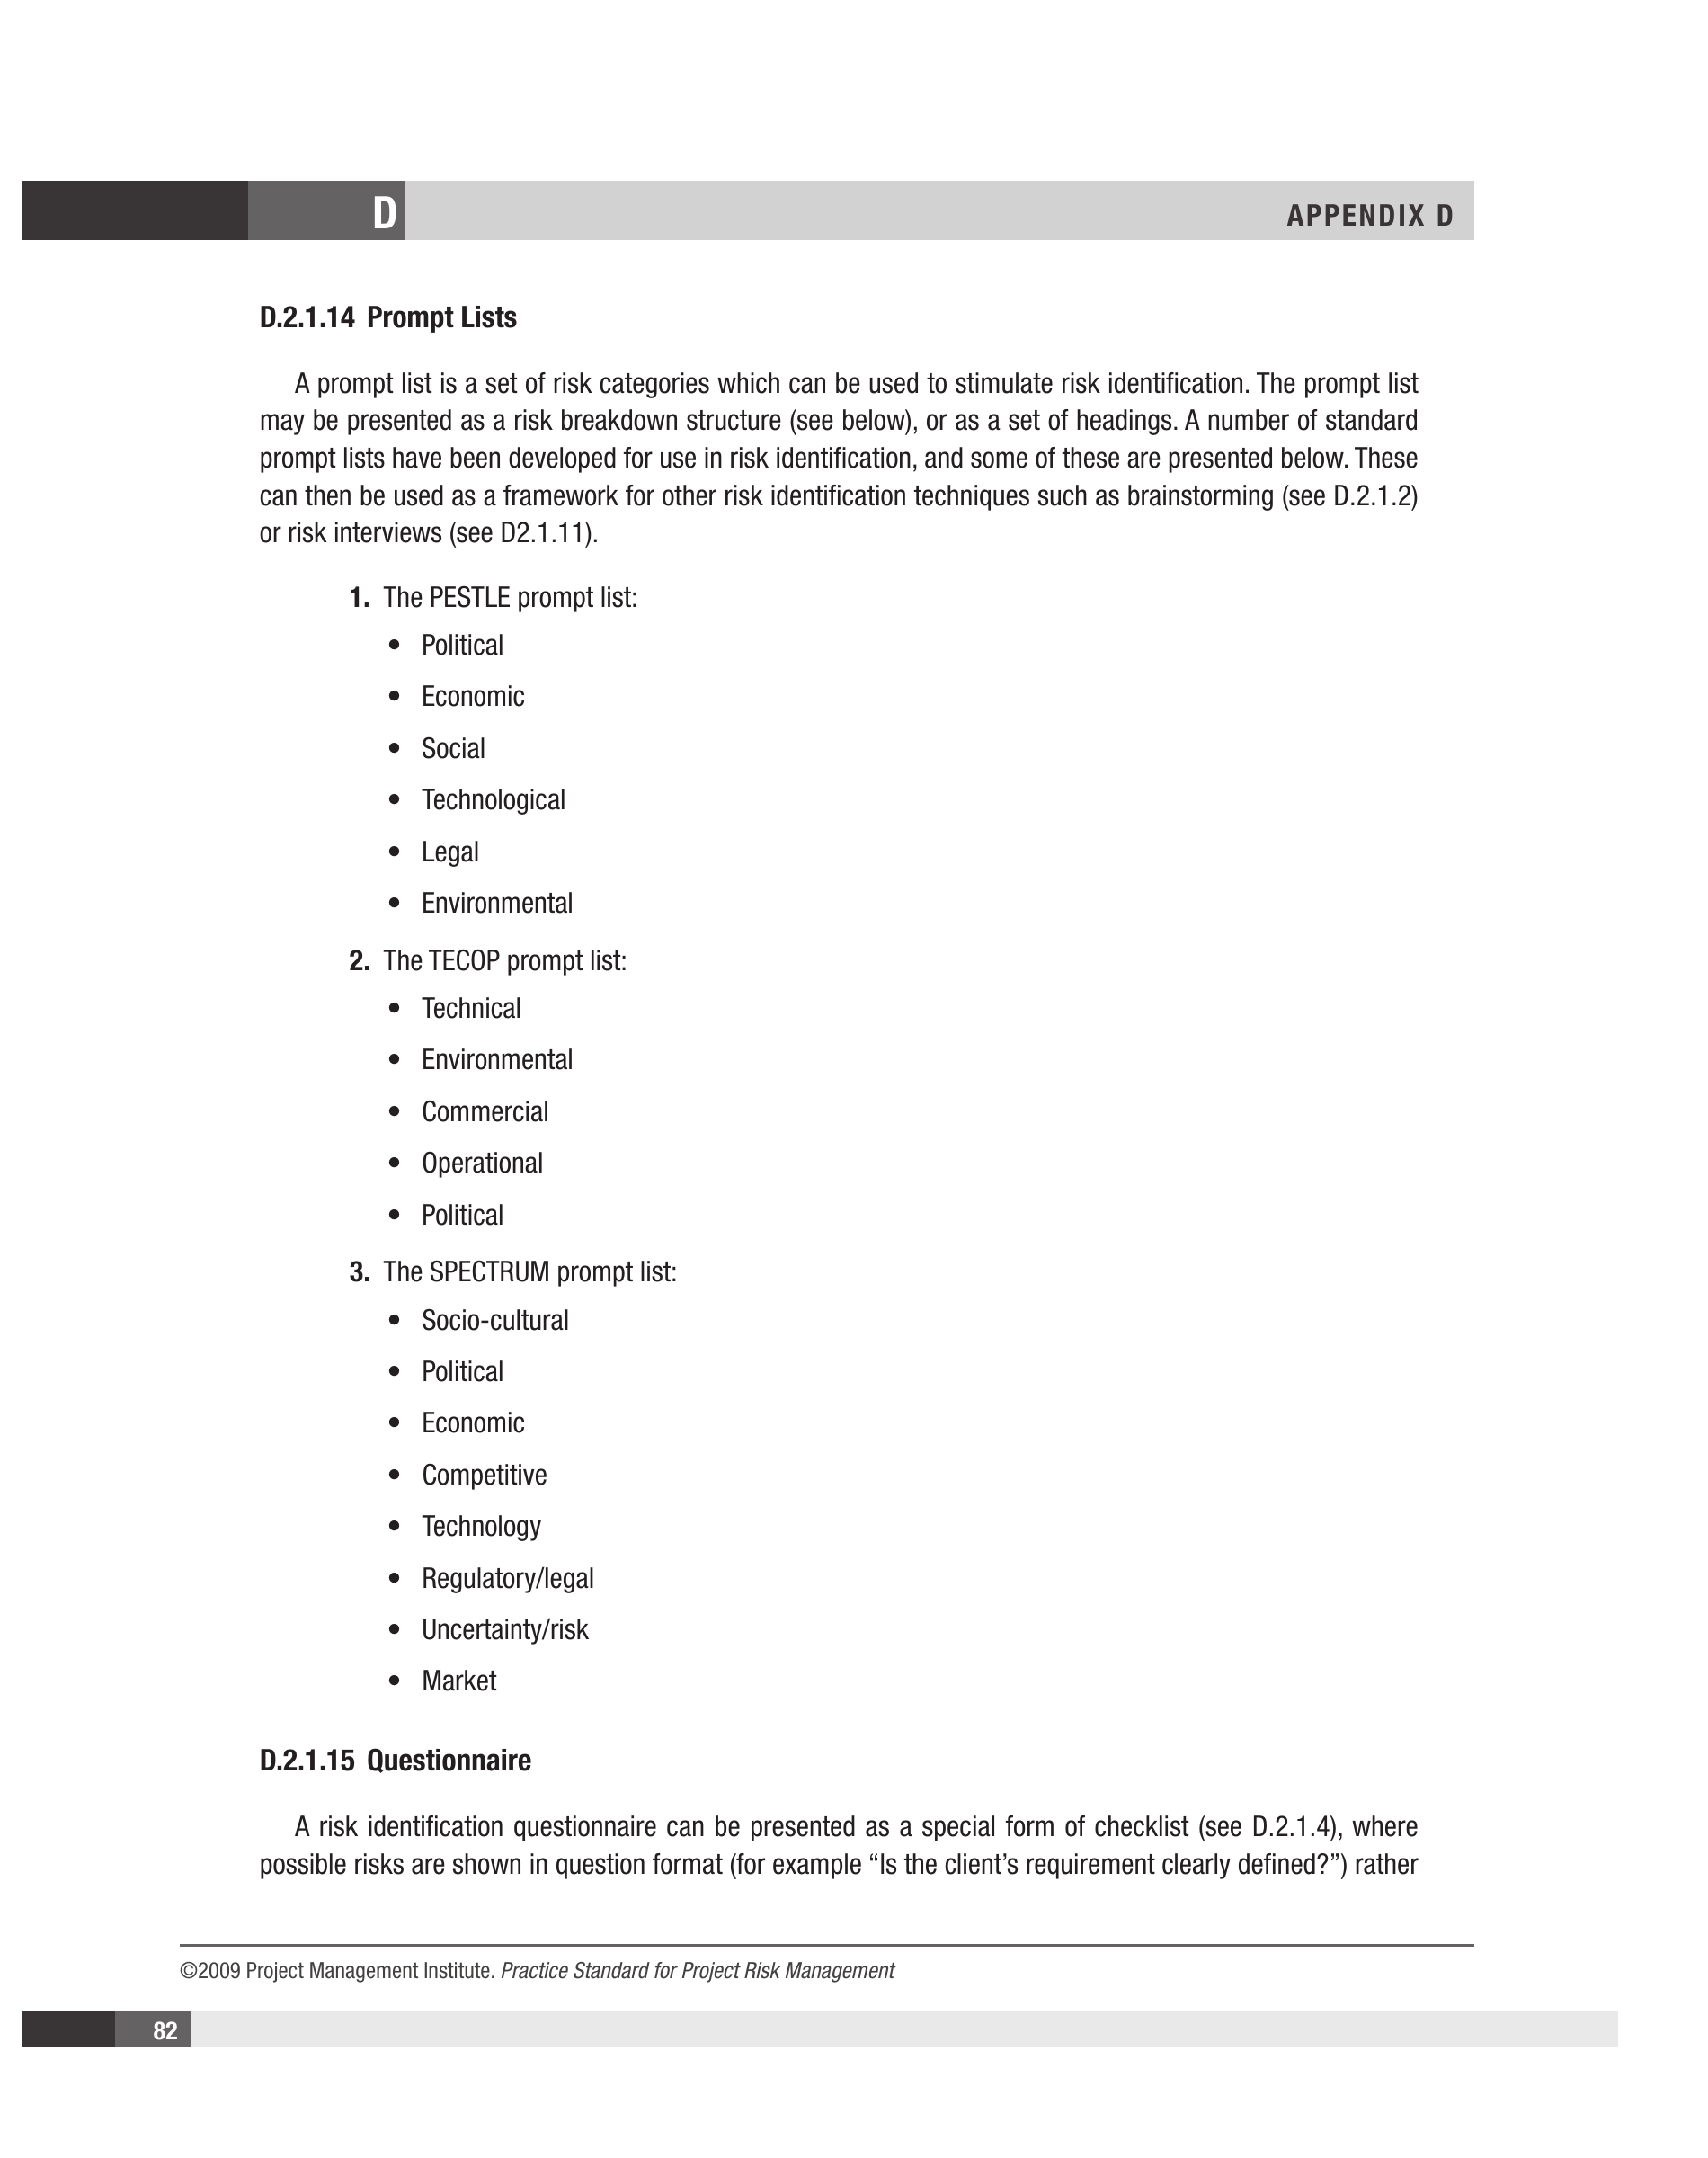 D
APPENDIX D
D.2.1.14 Prompt Lists
A prompt list is a set of risk categories which can be used to stimulate risk identification. The prompt list
may be presented as a risk breakdown structure (see below), or as a set of headings. A number of standard
prompt lists have been developed for use in risk identification, and some of these are presented below. These
can then be used as a framework for other risk identification techniques such as brainstorming (see D.2.1.2)
or risk interviews (see D2.1.11).
1. The PESTLE prompt list:
• Political
• Economic
• Social
• Technological
• Legal
• Environmental
2. The TECOP prompt list:
• Technical
• Environmental
• Commercial
• Operational
• Political
3. The SPECTRUM prompt list:
• Socio-cultural
• Political
• Economic
• Competitive
• Technology
• Regulatory/legal
• Uncertainty/risk
• Market
D.2.1.15 Questionnaire
A risk identification questionnaire can be presented as a special form of checklist (see D.2.1.4), where
possible risks are shown in question format (for example “Is the client’s requirement clearly defined?”) rather
©2009 Project Management Institute. Practice Standard for Project Risk Management
82